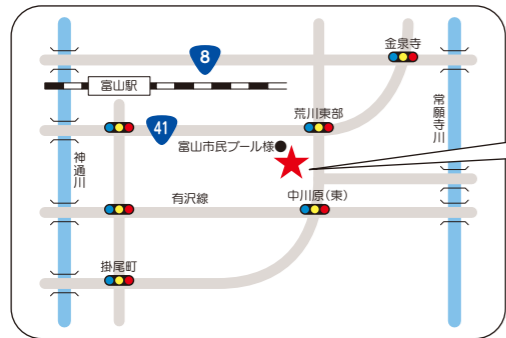 金泉寺
8
富山駅
荒川東部
41
常願寺川
富山市民プール様
神通川
有沢線
中川原(東)
掛尾町